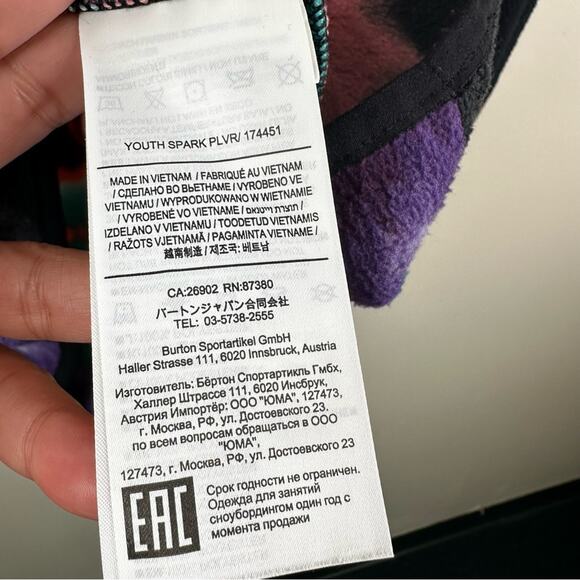 YOUTH SPARK PLVR/ 174451
MADE IN VIETNAM / FABRIQUÉ AU VIETNAM
/ СДЕЛАНО ВО ВЬЕТНАМЕ / VYROBENO VE
VIETNAMU / WYPRODUKOWANO W WIETNAMIE
/ VYROBENÉ VO VIETNAME / תוצרת וייטנאם /
IZDELANO V VIETNAMU / TOODETUD VIETNAMIS
/ RAŽOTS VJETNAMĀ / PAGAMINTA VIETNAME /
越南制造 / 제조국: 베트남
CA:26902 RN:87380
バートンジャパン合同会社
TEL: 03-5738-2555
Burton Sportartikel GmbH
Haller Strasse 111, 6020 Innsbruck, Austria
Изготовитель: Бёртон Спортартикль Гмбх,
Халлер Штрассе 111, 6020 Инсбрук,
Австрия Импортёр: ООО "ЮМА", 127473,
г. Москва, РФ, ул. Достоевского 23.
по всем вопросам обращаться в ООО
"ЮМА",
127473, г. Москва, РФ, ул. Достоевского 23
EAC
Срок годности не ограничен.
Одежда для занятий
сноубордингом один год с
момента продажи